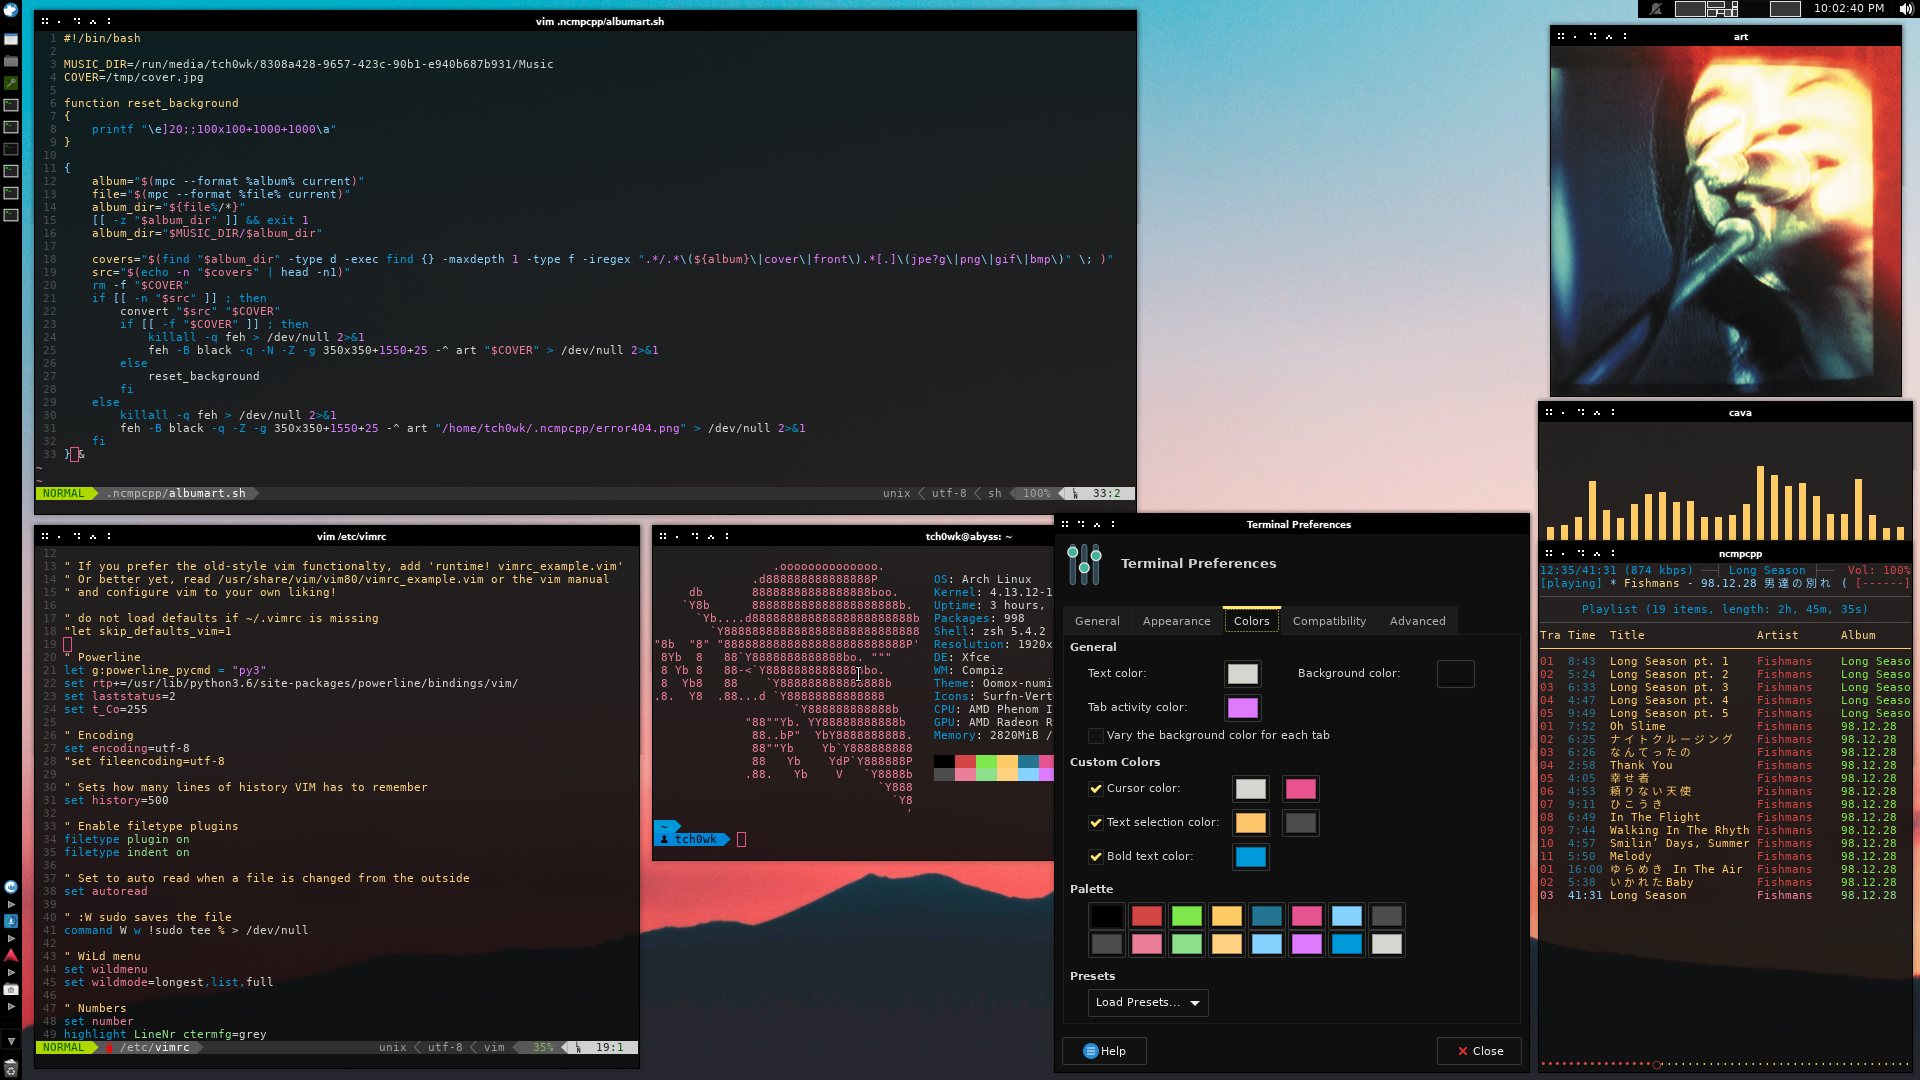 10:02:40 PM
vim .ncmpcpp/albumart.sh
1 #!/bin/bash
2
3 MUSIC_DIR=/run/media/tch0wk/8308a428-9657-423c-90b1-e940b687b931/Music
4 COVER=/tmp/cover.jpg
5
6 function reset_background
7 {
8 printf "\e]20;;100x100+1000+1000\a"
9 }
10
11 {
12 album="$(mpc --format %album% current)"
13 file="$(mpc --format %file% current)"
14 album_dir="${file%/*}"
15 [[ -z "$album_dir" ]] && exit 1
16 album_dir="$MUSIC_DIR/$album_dir"
17
18 covers="$(find "$album_dir" -type d -exec find {} -maxdepth 1 -type f -iregex ".*/.*\(${album}\|cover\|front\).*[.]\(jpe?g\|png\|gif\|bmp\)" \; )"
19 src="$(echo -n "$covers" | head -n1)"
20 rm -f "$COVER"
21 if [[ -n "$src" ]] ; then
22 convert "$src" "$COVER"
23 if [[ -f "$COVER" ]] ; then
24 killall -q feh > /dev/null 2>&1
25 feh -B black -q -N -Z -g 350x350+1550+25 -^ art "$COVER" > /dev/null 2>&1
26 else
27 reset_background
28 fi
29 else
30 killall -q feh > /dev/null 2>&1
31 feh -B black -q -Z -g 350x350+1550+25 -^ art "/home/tch0wk/.ncmpcpp/error404.png" > /dev/null 2>&1
32 fi
33 } &
~
~
NORMAL .ncmpcpp/albumart.sh unix utf-8 sh 100% 33:2
vim /etc/vimrc
12
13 " If you prefer the old-style vim functionalty, add 'runtime! vimrc_example.vim'
14 " Or better yet, read /usr/share/vim/vim80/vimrc_example.vim or the vim manual
15 " and configure vim to your own liking!
16
17 " do not load defaults if ~/.vimrc is missing
18 "let skip_defaults_vim=1
19
20 " Powerline
21 let g:powerline_pycmd = "py3"
22 set rtp+=/usr/lib/python3.6/site-packages/powerline/bindings/vim/
23 set laststatus=2
24 set t_Co=255
25
26 " Encoding
27 set encoding=utf-8
28 "set fileencoding=utf-8
29
30 " Sets how many lines of history VIM has to remember
31 set history=500
32
33 " Enable filetype plugins
34 filetype plugin on
35 filetype indent on
36
37 " Set to auto read when a file is changed from the outside
38 set autoread
39
40 " :W sudo saves the file
41 command W w !sudo tee % > /dev/null
42
43 " WiLd menu
44 set wildmenu
45 set wildmode=longest,list,full
46
47 " Numbers
48 set number
49 highlight LineNr ctermfg=grey
NORMAL /etc/vimrc unix utf-8 vim 35% 19:1
tch0wk@abyss: ~
OS: Arch Linux
Kernel: 4.13.12-1
Uptime: 3 hours,
Packages: 998
Shell: zsh 5.4.2
Resolution: 1920x
DE: Xfce
WM: Compiz
Theme: Oomox-numi
Icons: Surfn-Vert
CPU: AMD Phenom I
GPU: AMD Radeon R
Memory: 2820MiB /
~
tch0wk
Terminal Preferences
Terminal Preferences
General Appearance Colors Compatibility Advanced
General
Text color: Background color:
Tab activity color:
Vary the background color for each tab
Custom Colors
Cursor color:
Text selection color:
Bold text color:
Palette
Presets
Load Presets...
Help Close
art
cava
ncmpcpp
12:35/41:31 (874 kbps) Long Season Vol: 100%
[playing] * Fishmans - 98.12.28 男達の別れ ( [------]
Playlist (19 items, length: 2h, 45m, 35s)
Tra Time Title Artist Album
01 8:43 Long Season pt. 1 Fishmans Long Seaso
02 5:24 Long Season pt. 2 Fishmans Long Seaso
03 6:33 Long Season pt. 3 Fishmans Long Seaso
04 4:47 Long Season pt. 4 Fishmans Long Seaso
05 9:49 Long Season pt. 5 Fishmans Long Seaso
01 7:52 Oh Slime Fishmans 98.12.28
02 6:25 ナイトクルージング Fishmans 98.12.28
03 6:26 なんてったの Fishmans 98.12.28
04 2:58 Thank You Fishmans 98.12.28
05 4:05 幸せ者 Fishmans 98.12.28
06 4:53 頼りない天使 Fishmans 98.12.28
07 9:11 ひこうき Fishmans 98.12.28
08 6:49 In The Flight Fishmans 98.12.28
09 7:44 Walking In The Rhyth Fishmans 98.12.28
10 4:57 Smilin' Days, Summer Fishmans 98.12.28
11 5:50 Melody Fishmans 98.12.28
01 16:00 ゆらめき In The Air Fishmans 98.12.28
02 5:38 いかれたBaby Fishmans 98.12.28
03 41:31 Long Season Fishmans 98.12.28